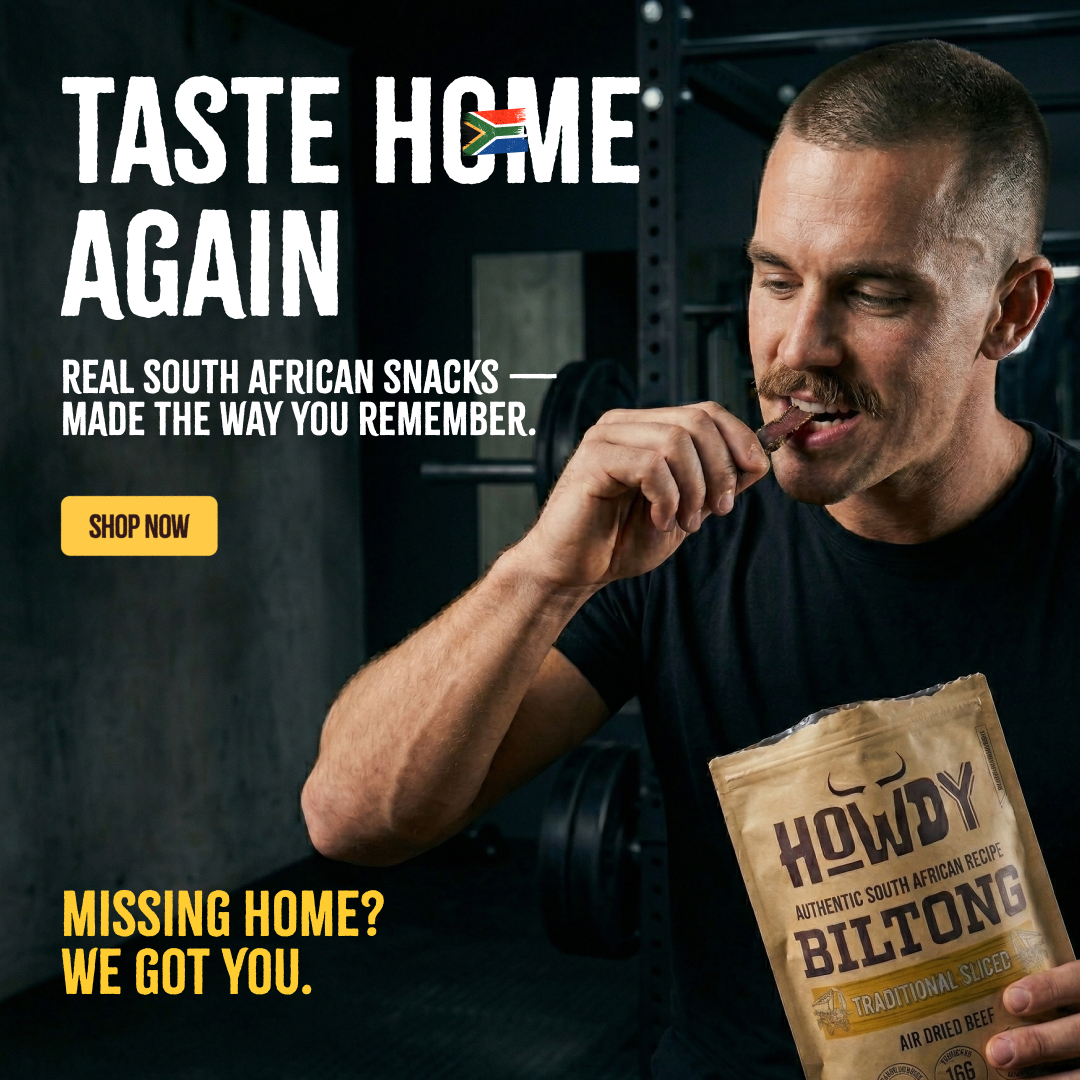 TASTE HOME
AGAIN
REAL SOUTH AFRICAN SNACKS —
MADE THE WAY YOU REMEMBER.
SHOP NOW
HOWDY
AUTHENTIC SOUTH AFRICAN RECIPE
BILTONG
TRADITIONAL SLICED
AIR DRIED BEEF
166
MISSING HOME?
WE GOT YOU.